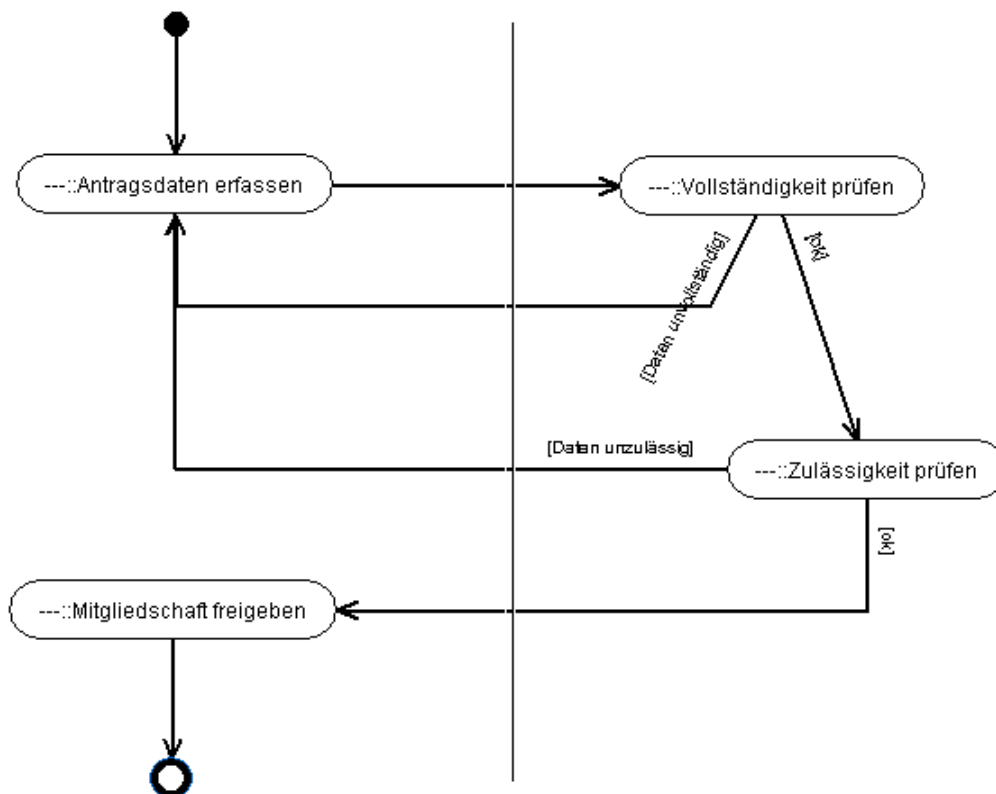 ---::Antragsdaten erfassen
---::Vollständigkeit prüfen
[Daten unvollständig]
[ok]
[Daten unzulässig]
---::Zulässigkeit prüfen
[ok]
---::Mitgliedschaft freigeben